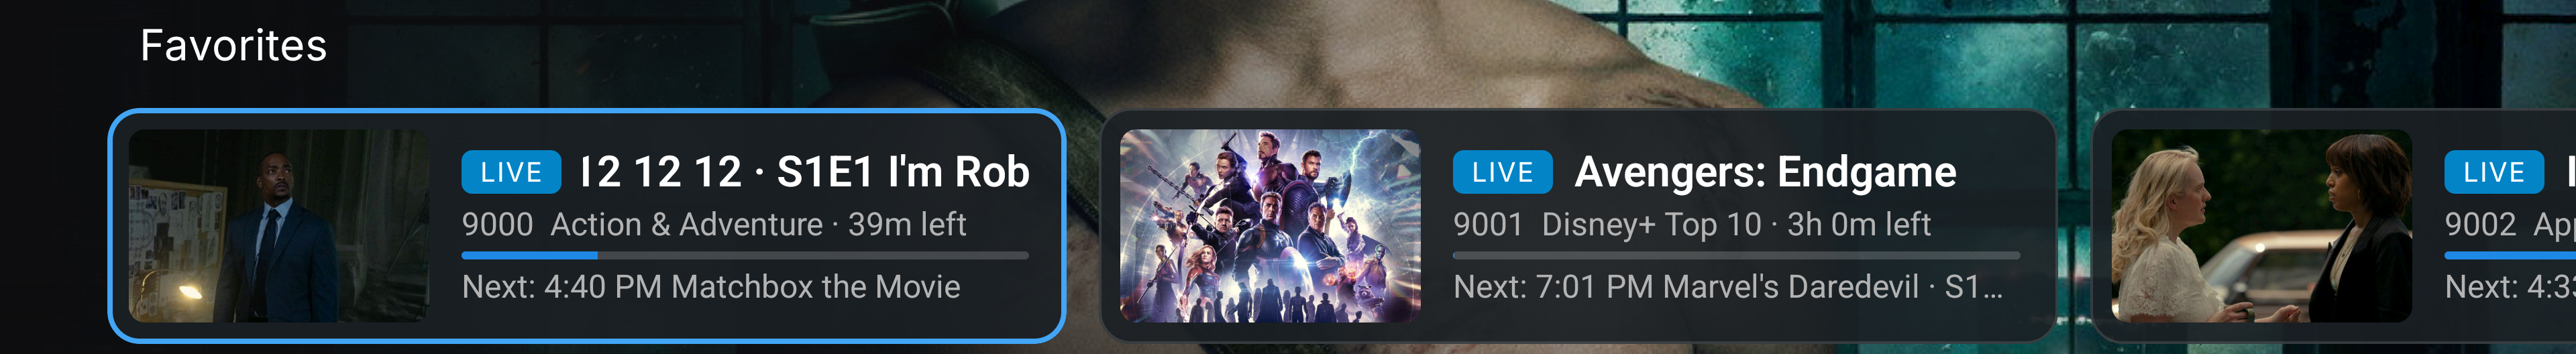 Favorites
LIVE 12 12 12 · S1E1 I'm Rob
9000 Action & Adventure · 39m left
Next: 4:40 PM Matchbox the Movie
LIVE Avengers: Endgame
9001 Disney+ Top 10 · 3h 0m left
Next: 7:01 PM Marvel's Daredevil · S1...
LIVE
9002
Next: